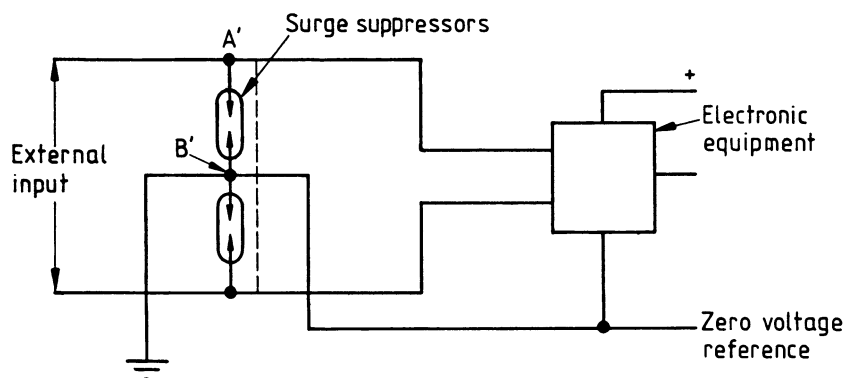 Surge suppressors
A′
+
Electronic
equipment
B′
External
input
Zero voltage
reference